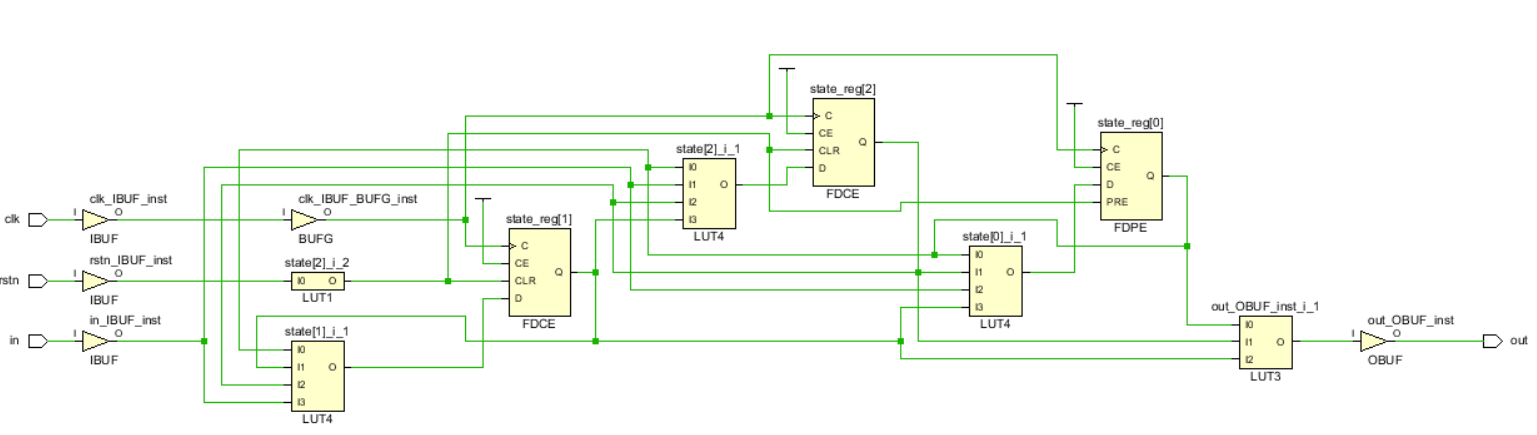 state_reg[2]
C
CE
CLR
D
Q
FDCE
state_reg[0]
C
CE
D
PRE
Q
FDPE
state[2]_i_1
I0
I1
I2
I3
O
LUT4
clk
clk_IBUF_inst
I
O
IBUF
clk_IBUF_BUFG_inst
I
O
BUFG
state_reg[1]
C
CE
CLR
D
Q
FDCE
state[0]_i_1
I0
I1
I2
I3
O
LUT4
rstn
rstn_IBUF_inst
I
O
IBUF
state[2]_i_2
I0
O
LUT1
in
in_IBUF_inst
I
O
IBUF
state[1]_i_1
I0
I1
I2
I3
O
LUT4
out_OBUF_inst_i_1
I0
I1
I2
O
LUT3
out_OBUF_inst
I
O
OBUF
out